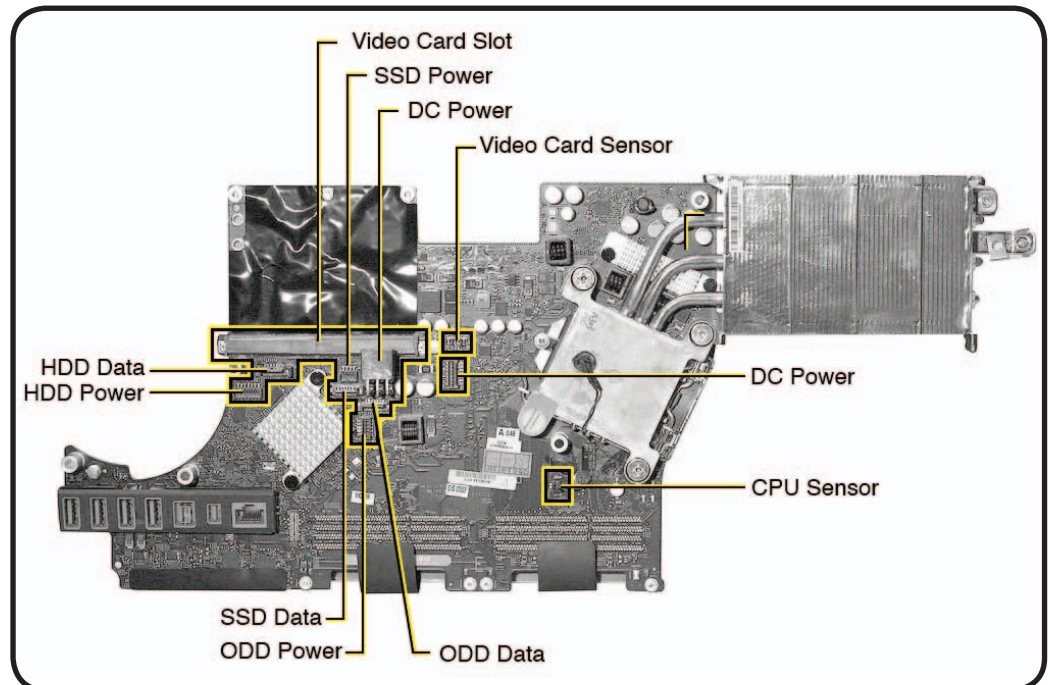 Video Card Slot
SSD Power
DC Power
Video Card Sensor
HDD Data
HDD Power
DC Power
CPU Sensor
SSD Data
ODD Power
ODD Data